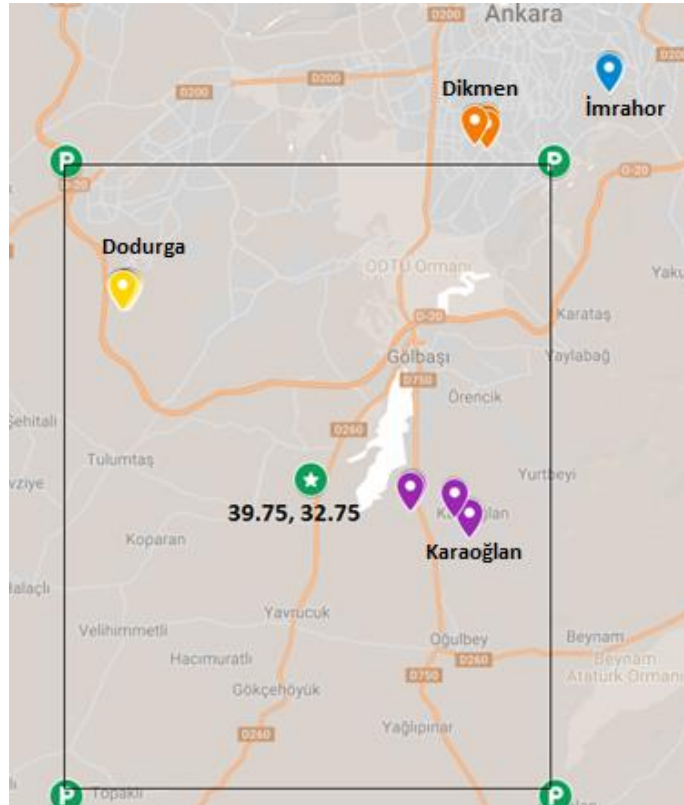 Ankara
D200
Dikmen
D200
D200
D200
İmrahor
P
P
O-20
O-20
Dodurga
ODTÜ Ormanı
Yaku
O-20
Karataş
Gölbaşı
Yaylabağ
D750
Örencik
Şehitali
D260
Tulumtaş
Yurtbeyi
vziye
39.75, 32.75
Koparan
Karaoğlan
Halaçlı
Yavrucuk
Velihimmetli
Oğulbey
Beynam
Hacımuratlı
D260
Beynam
Atatürk Ormanı
D750
Gökçehöyük
Yağlıpınar
D260
P
Topaklı
P